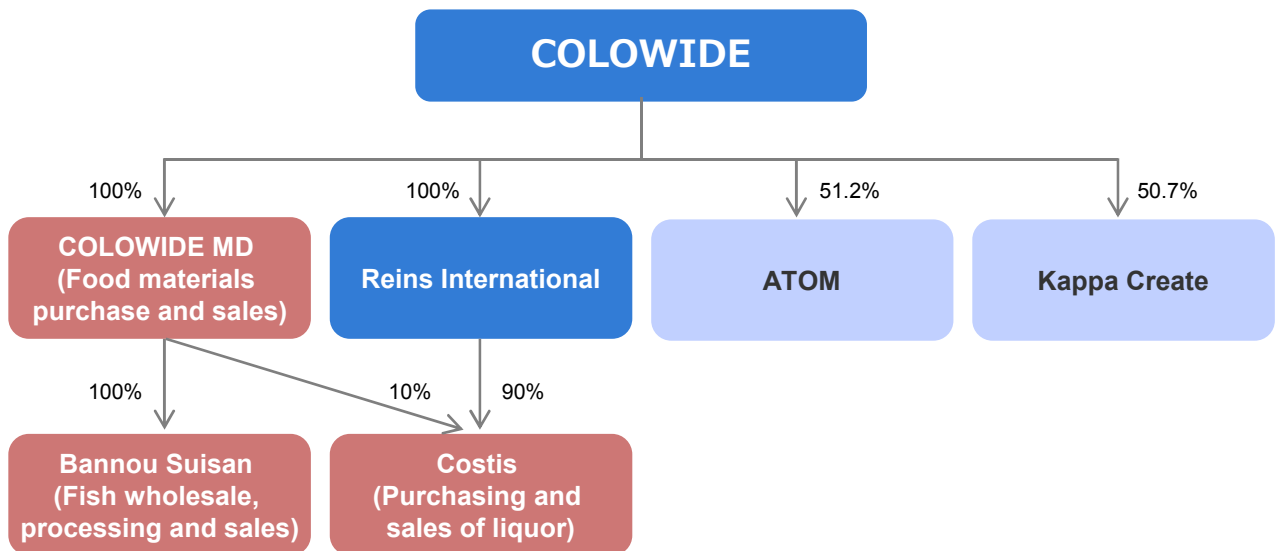 COLOWIDE
100%
100%
51.2%
50.7%
COLOWIDE MD
(Food materials
purchase and sales)
Reins International
ATOM
Kappa Create
100%
10%
90%
Bannou Suisan
(Fish wholesale,
processing and sales)
Costis
(Purchasing and
sales of liquor)